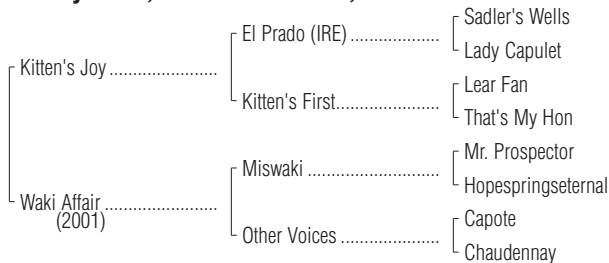 Sadler's Wells
El Prado (IRE) ....................
Lady Capulet
Kitten's Joy ........................
Lear Fan
Kitten's First.......................
That's My Hon
Mr. Prospector
Miswaki .............................
Hopespringseternal
Waki Affair .........................
(2001)
Capote
Other Voices ......................
Chaudennay